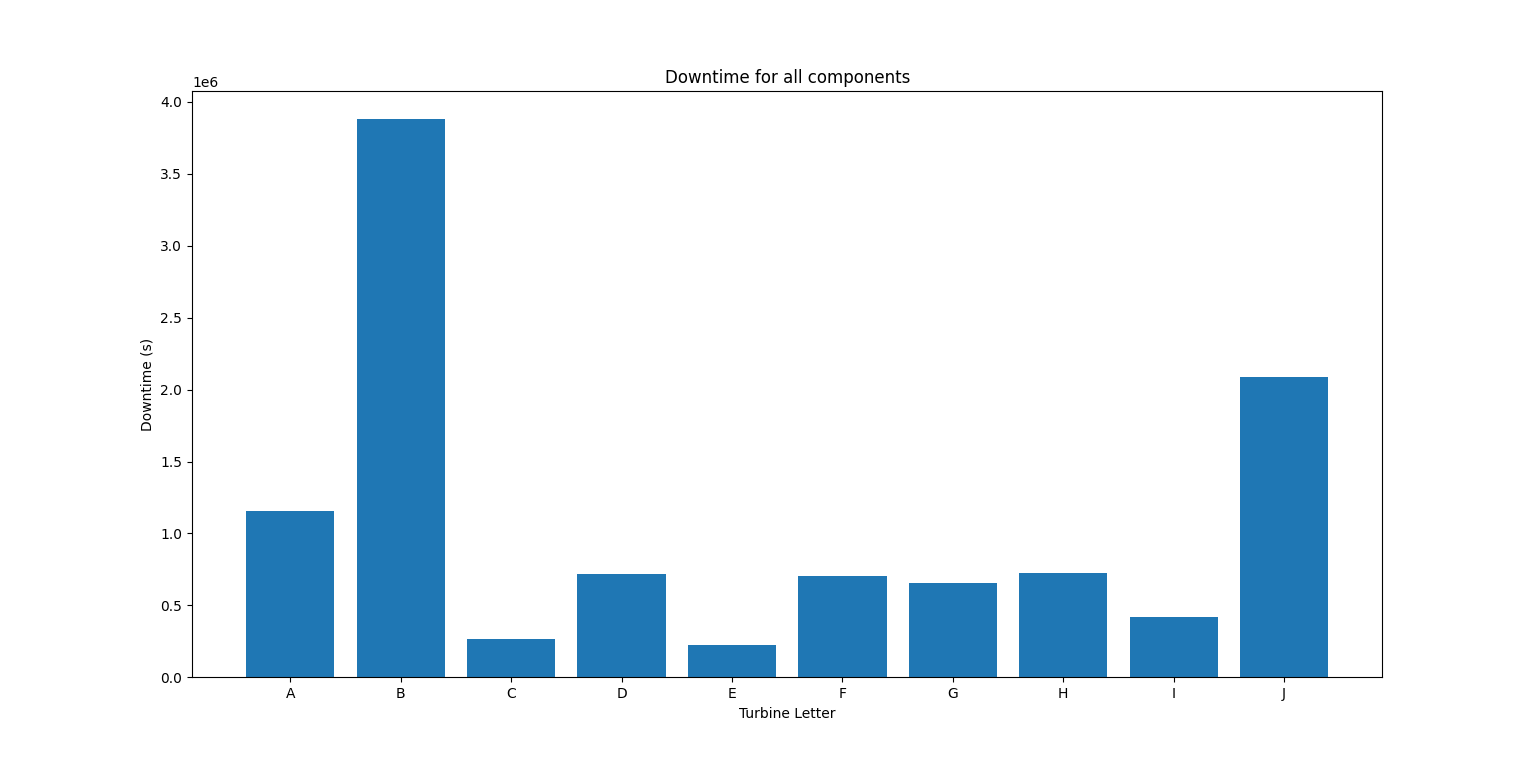 Downtime for all components
1e6
4.0
3.5
3.0
2.5
2.0
1.5
1.0
0.5
0.0
Downtime (s)
A B C D E F G H I J
Turbine Letter